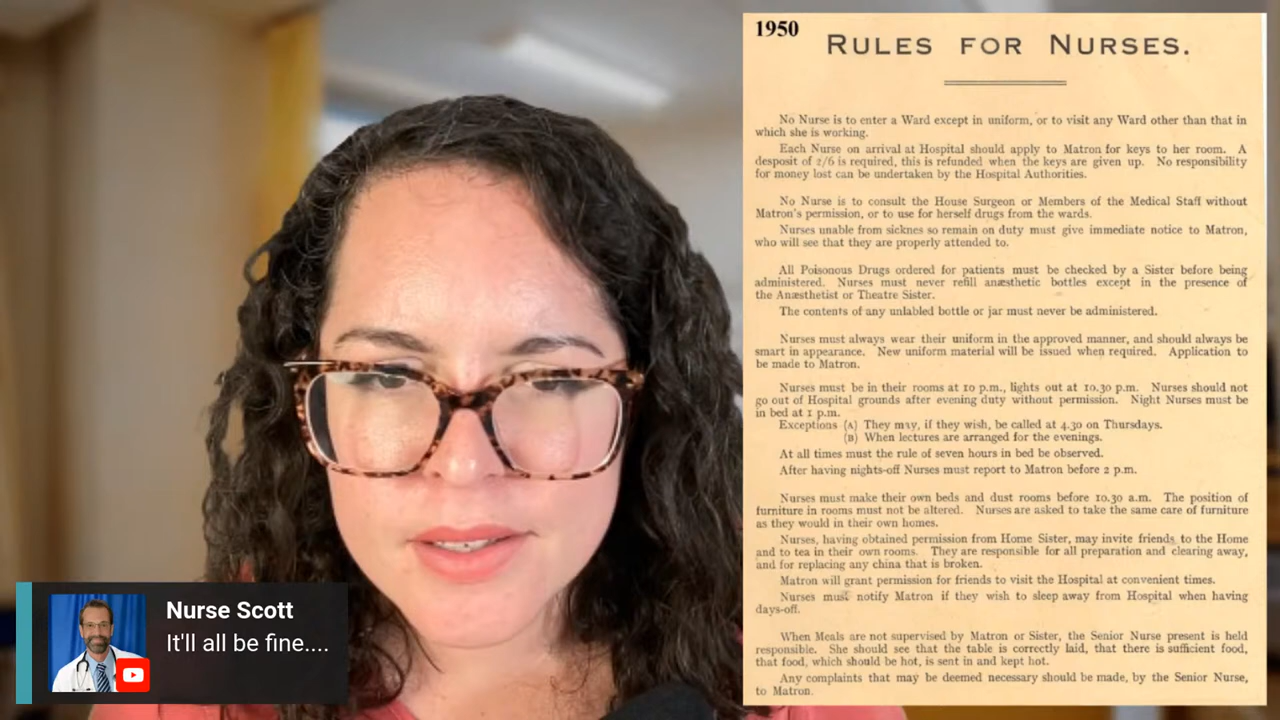 1950
RULES FOR NURSES.
No Nurse is to enter a Ward except in uniform, or to visit any Ward other than that in
which she is working.
Each Nurse on arrival at Hospital should apply to Matron for keys to her room. A
desposit of 2/6 is required, this is refunded when the keys are given up. No responsibility
for money lost can be undertaken by the Hospital Authorities.
No Nurse is to consult the House Surgeon or Members of the Medical Staff without
Matron's permission, or to use for herself drugs from the wards.
Nurses unable from sicknes so remain on duty must give immediate notice to Matron,
who will see that they are properly attended to.
All Poisonous Drugs ordered for patients must be checked by a Sister before being
administered. Nurses must never refill anæsthetic bottles except in the presence of
the Anæsthetist or Theatre Sister.
The contents of any unlabled bottle or jar must never be administered.
Nurses must always wear their uniform in the approved manner, and should always be
smart in appearance. New uniform material will be issued when required. Application to
be made to Matron.
Nurses must be in their rooms at 10 p.m., lights out at 10.30 p.m. Nurses should not
go out of Hospital grounds after evening duty without permission. Night Nurses must be
in bed at 1 p.m.
Exceptions (A) They may, if they wish, be called at 4.30 on Thursdays.
(B) When lectures are arranged for the evenings.
At all times must the rule of seven hours in bed be observed.
After having nights-off Nurses must report to Matron before 2 p.m.
Nurses must make their own beds and dust rooms before 10.30 a.m. The position of
furniture in rooms must not be altered. Nurses are asked to take the same care of furniture
as they would in their own homes.
Nurses, having obtained permission from Home Sister, may invite friends to the Home
and to tea in their own rooms. They are responsible for all preparation and clearing away,
and for replacing any china that is broken.
Matron will grant permission for friends to visit the Hospital at convenient times.
Nurses must notify Matron if they wish to sleep away from Hospital when having
days-off.
When Meals are not supervised by Matron or Sister, the Senior Nurse present is held
responsible. She should see that the table is correctly laid, that there is sufficient food,
that food, which should be hot, is sent in and kept hot.
Any complaints that may be deemed necessary should be made, by the Senior Nurse,
to Matron.
Nurse Scott
It'll all be fine....